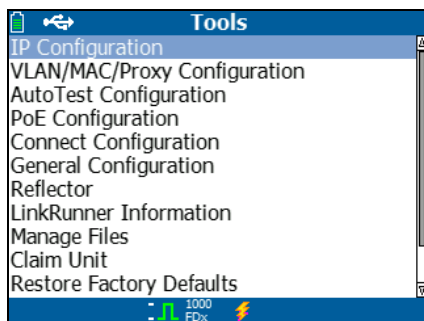 Tools
IP Configuration
VLAN/MAC/Proxy Configuration
AutoTest Configuration
PoE Configuration
Connect Configuration
General Configuration
Reflector
LinkRunner Information
Manage Files
Claim Unit
Restore Factory Defaults
1000
FDx